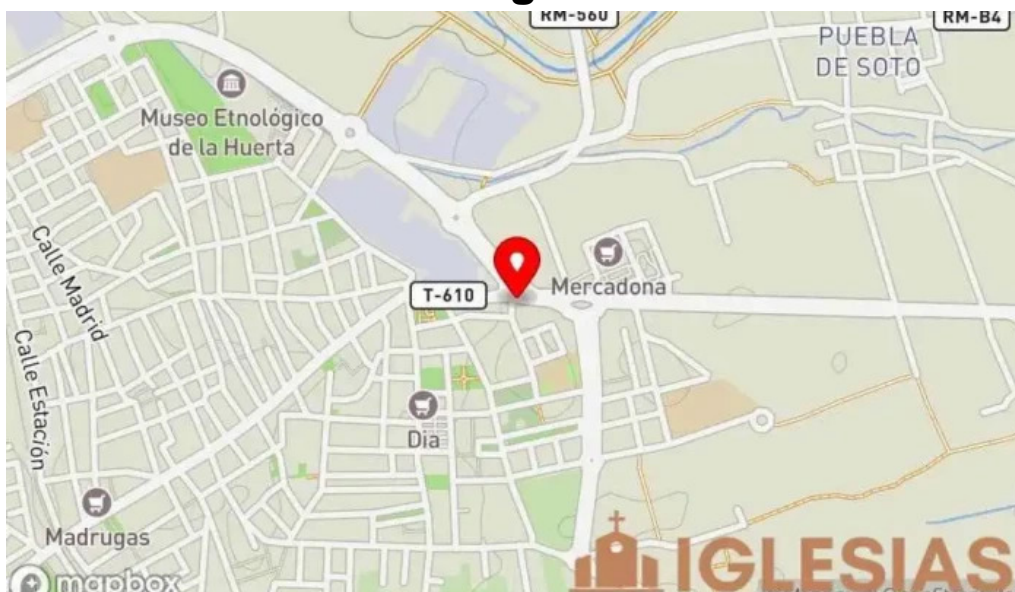 RM-560
RM-B4
PUEBLA
DE SOTO
Museo Etnológico
de la Huerta
Calle Madrid
T-610
Mercadona
Calle Estación
Dia
Madrugas
mapbox
IGLESIAS